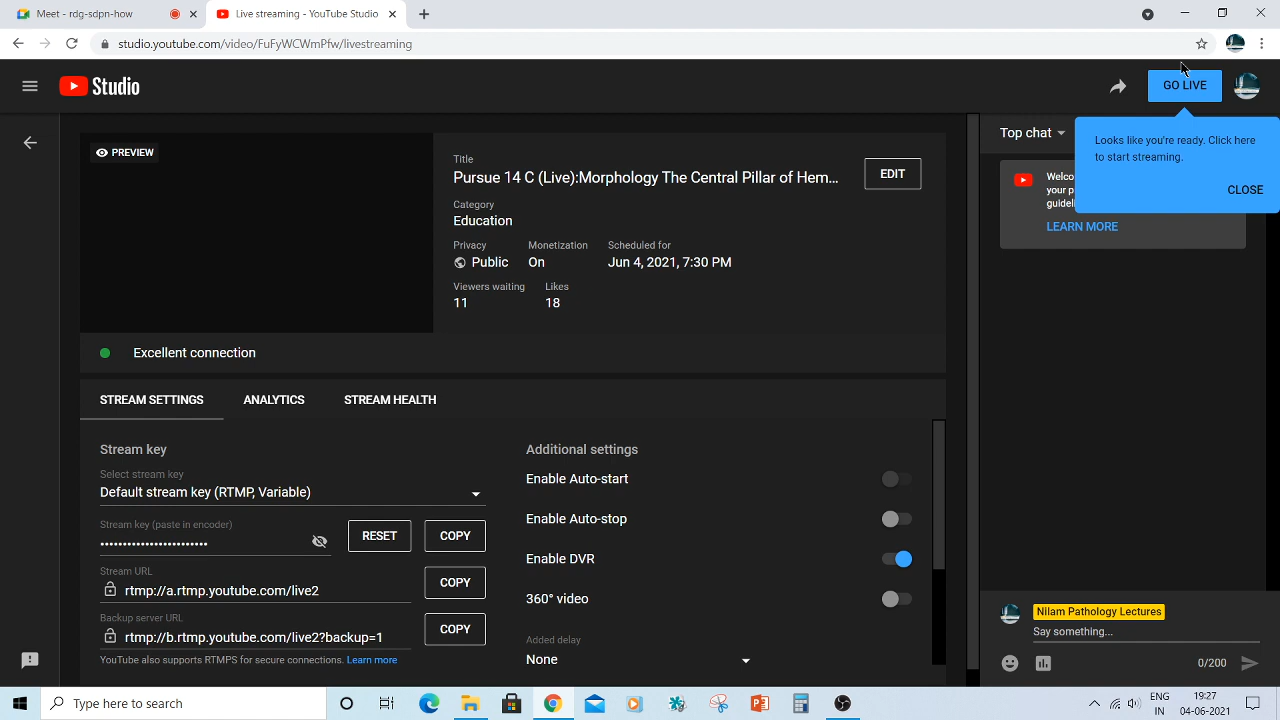 Meet - rdg-sdpn-how
Live streaming - YouTube Studio
studio.youtube.com/video/FuFyWCWmPfw/livestreaming
Studio
GO LIVE
Looks like you're ready. Click here
to start streaming.
CLOSE
PREVIEW
Title
Pursue 14 C (Live):Morphology The Central Pillar of Hem...
EDIT
Category
Education
Privacy
Monetization
Scheduled for
Public
On
Jun 4, 2021, 7:30 PM
Viewers waiting
Likes
11
18
Excellent connection
Top chat
Welco
your p
guideli
LEARN MORE
STREAM SETTINGS
ANALYTICS
STREAM HEALTH
Stream key
Select stream key
Default stream key (RTMP, Variable)
Stream key (paste in encoder)
••••••••••••••••••••••••
RESET
COPY
Stream URL
rtmp://a.rtmp.youtube.com/live2
COPY
Backup server URL
rtmp://b.rtmp.youtube.com/live2?backup=1
COPY
YouTube also supports RTMPS for secure connections. Learn more
Additional settings
Enable Auto-start
Enable Auto-stop
Enable DVR
360° video
Added delay
None
Nilam Pathology Lectures
Say something...
0/200
Type here to search
ENG
IN
19:27
04-06-2021